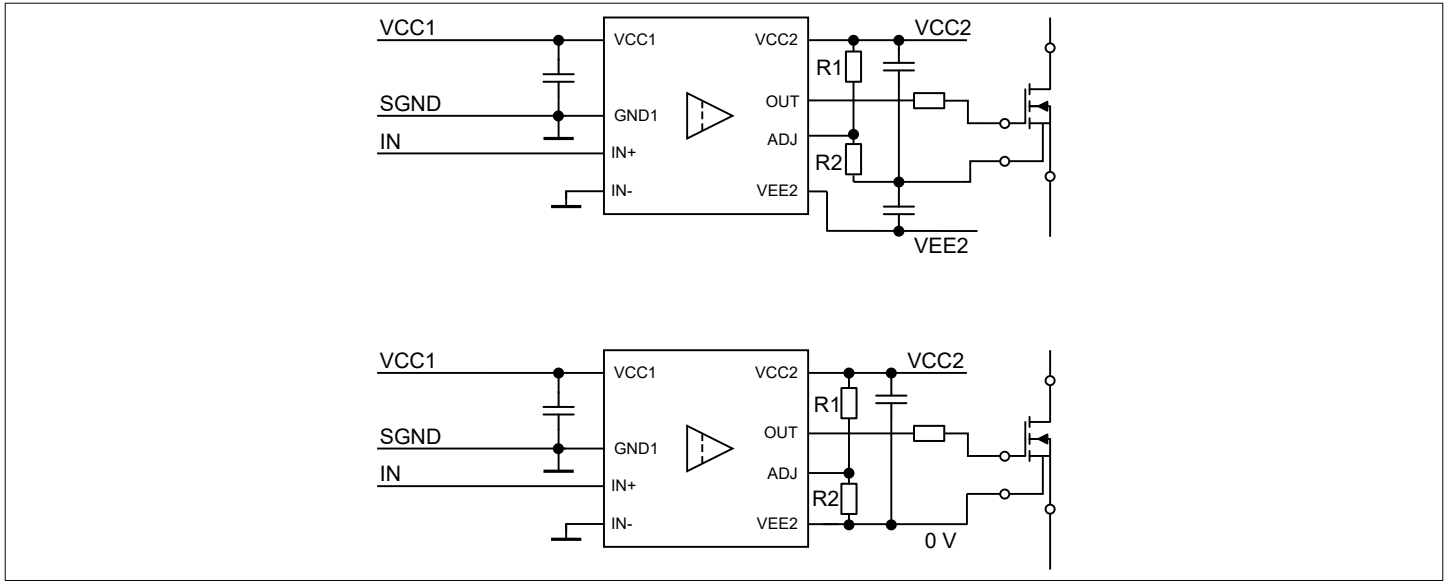 VCC1
VCC1
VCC2
VCC2
R1
SGND
GND1
OUT
ADJ
IN
IN+
R2
IN-
VEE2
VEE2
VCC1
VCC1
VCC2
VCC2
R1
SGND
GND1
OUT
ADJ
IN
IN+
R2
IN-
VEE2
0 V